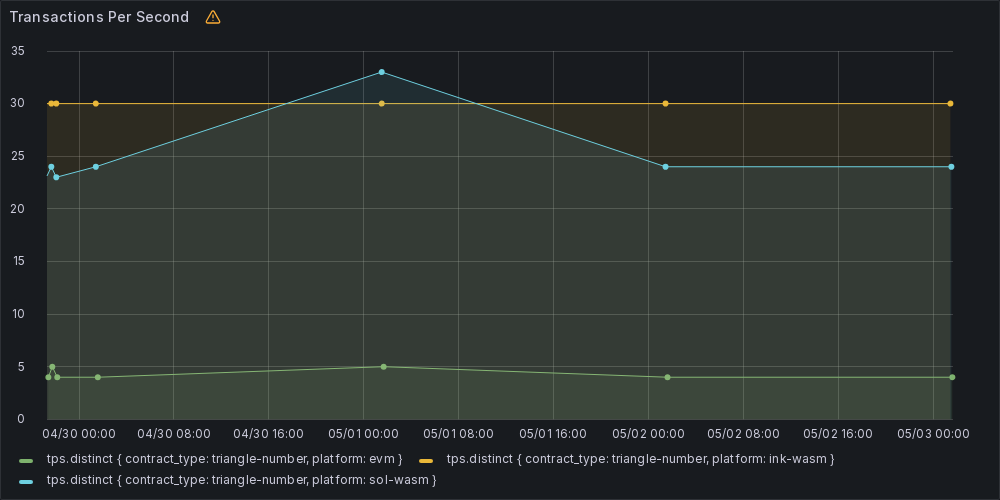 Transactions Per Second
35
30
25
20
15
10
5
0
04/30 00:00 04/30 08:00 04/30 16:00 05/01 00:00 05/01 08:00 05/01 16:00 05/02 00:00 05/02 08:00 05/02 16:00 05/03 00:00
tps.distinct { contract_type: triangle-number, platform: evm } tps.distinct { contract_type: triangle-number, platform: ink-wasm }
tps.distinct { contract_type: triangle-number, platform: sol-wasm }